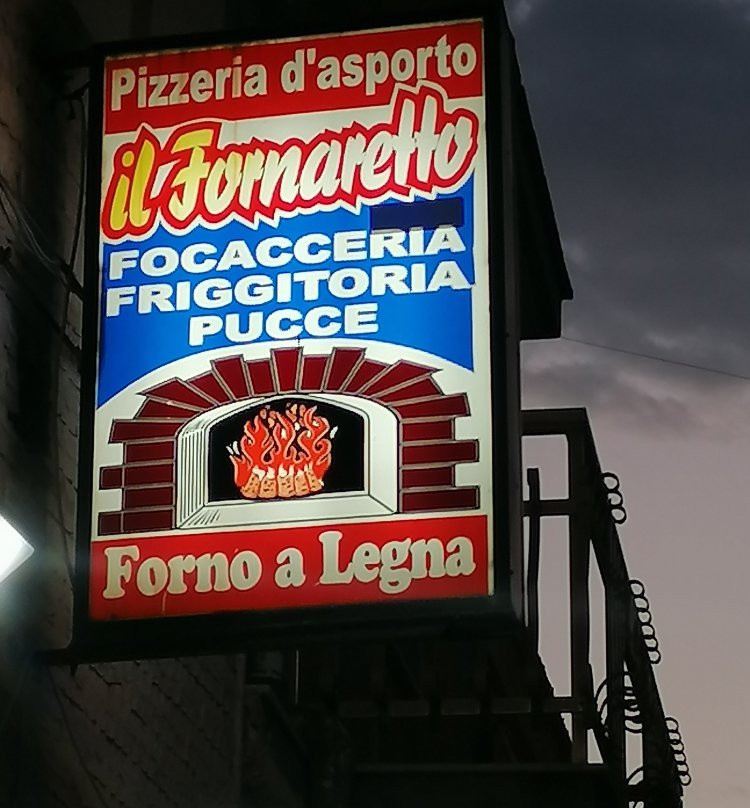 Pizzeria d'asporto
il Fornaretto
FOCACCERIA
FRIGGITORIA
PUCCE
Forno a Legna